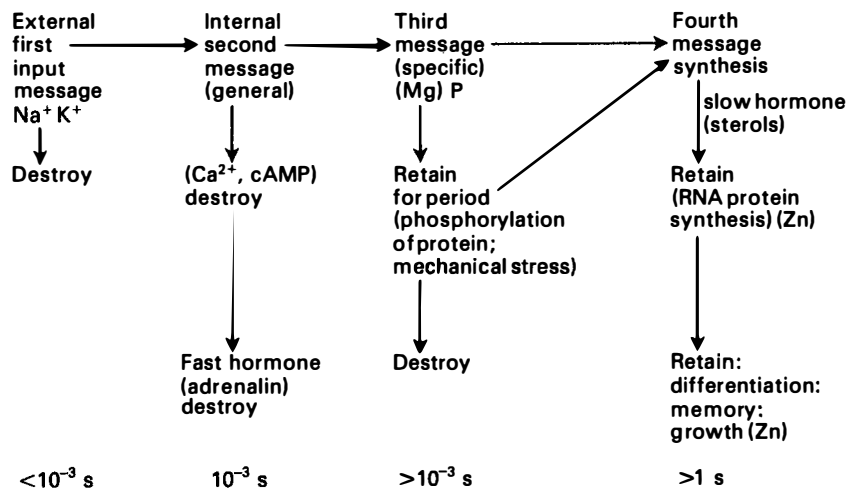 External
first
input
message
Na⁺ K⁺
Destroy
Internal
second
message
(general)
(Ca²⁺, cAMP)
destroy
Fast hormone
(adrenalin)
destroy
Third
message
(specific)
(Mg) P
Retain
for period
(phosphorylation
of protein;
mechanical stress)
Destroy
Fourth
message
synthesis
slow hormone
(sterols)
Retain
(RNA protein
synthesis) (Zn)
Retain:
differentiation:
memory:
growth (Zn)
<10⁻³ s
10⁻³ s
>10⁻³ s
>1 s